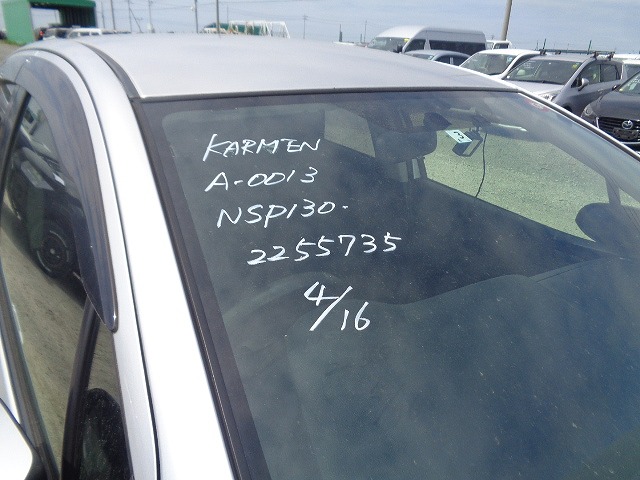 KARMEN
A-0013
NSP130-
2255735
4/16